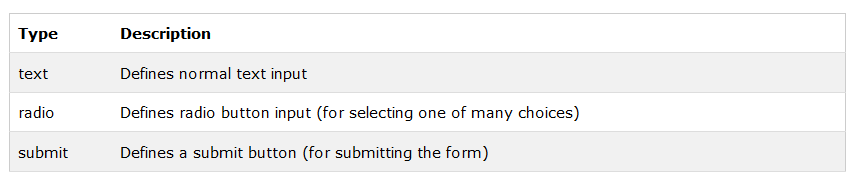 Type Description
text Defines normal text input
radio Defines radio button input (for selecting one of many choices)
submit Defines a submit button (for submitting the form)